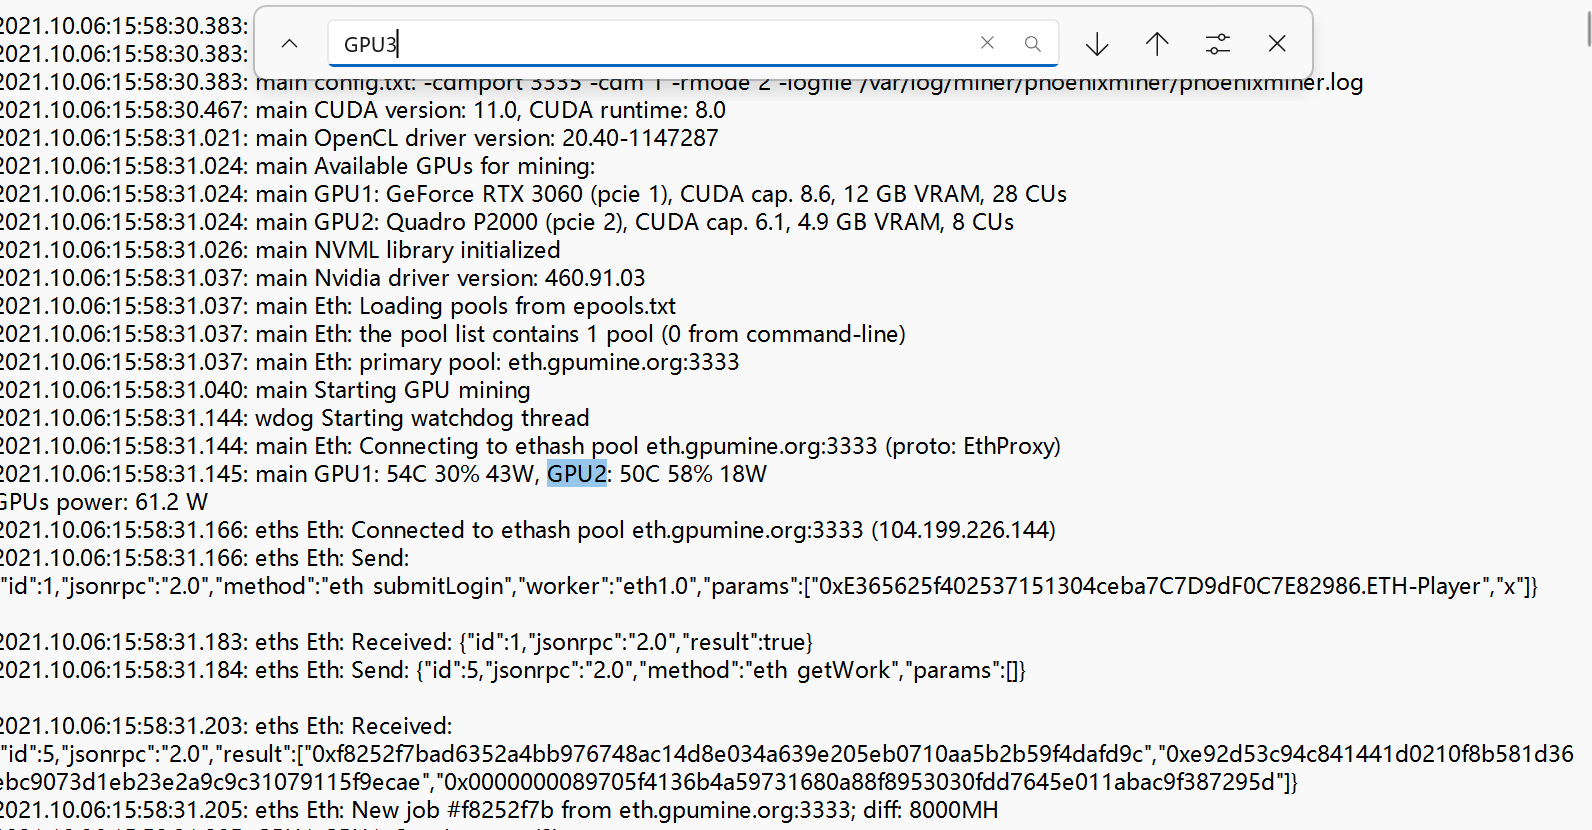 2021.10.06:15:58:30.383:
GPU3
2021.10.06:15:58:30.383:
2021.10.06:15:58:30.383: main config.txt: -cdmport 3335 -cdm 1 -rmode 2 -logfile /var/log/miner/phoenixminer/phoenixminer.log
2021.10.06:15:58:30.467: main CUDA version: 11.0, CUDA runtime: 8.0
2021.10.06:15:58:31.021: main OpenCL driver version: 20.40-1147287
2021.10.06:15:58:31.024: main Available GPUs for mining:
2021.10.06:15:58:31.024: main GPU1: GeForce RTX 3060 (pcie 1), CUDA cap. 8.6, 12 GB VRAM, 28 CUs
2021.10.06:15:58:31.024: main GPU2: Quadro P2000 (pcie 2), CUDA cap. 6.1, 4.9 GB VRAM, 8 CUs
2021.10.06:15:58:31.026: main NVML library initialized
2021.10.06:15:58:31.037: main Nvidia driver version: 460.91.03
2021.10.06:15:58:31.037: main Eth: Loading pools from epools.txt
2021.10.06:15:58:31.037: main Eth: the pool list contains 1 pool (0 from command-line)
2021.10.06:15:58:31.037: main Eth: primary pool: eth.gpumine.org:3333
2021.10.06:15:58:31.040: main Starting GPU mining
2021.10.06:15:58:31.144: wdog Starting watchdog thread
2021.10.06:15:58:31.144: main Eth: Connecting to ethash pool eth.gpumine.org:3333 (proto: EthProxy)
2021.10.06:15:58:31.145: main GPU1: 54C 30% 43W, GPU2: 50C 58% 18W
GPUs power: 61.2 W
2021.10.06:15:58:31.166: eths Eth: Connected to ethash pool eth.gpumine.org:3333 (104.199.226.144)
2021.10.06:15:58:31.166: eths Eth: Send:
"id":1,"jsonrpc":"2.0","method":"eth submitLogin","worker":"eth1.0","params":["0xE365625f402537151304ceba7C7D9dF0C7E82986.ETH-Player","x"]}
2021.10.06:15:58:31.183: eths Eth: Received: {"id":1,"jsonrpc":"2.0","result":true}
2021.10.06:15:58:31.184: eths Eth: Send: {"id":5,"jsonrpc":"2.0","method":"eth getWork","params":[]}
2021.10.06:15:58:31.203: eths Eth: Received:
"id":5,"jsonrpc":"2.0","result":["0xf8252f7bad6352a4bb976748ac14d8e034a639e205eb0710aa5b2b59f4dafd9c","0xe92d53c94c841441d0210f8b581d36
ebc9073d1eb23e2a9c9c31079115f9ecae","0x0000000089705f4136b4a59731680a88f8953030fdd7645e011abac9f387295d"]}
2021.10.06:15:58:31.205: eths Eth: New job #f8252f7b from eth.gpumine.org:3333; diff: 8000MH